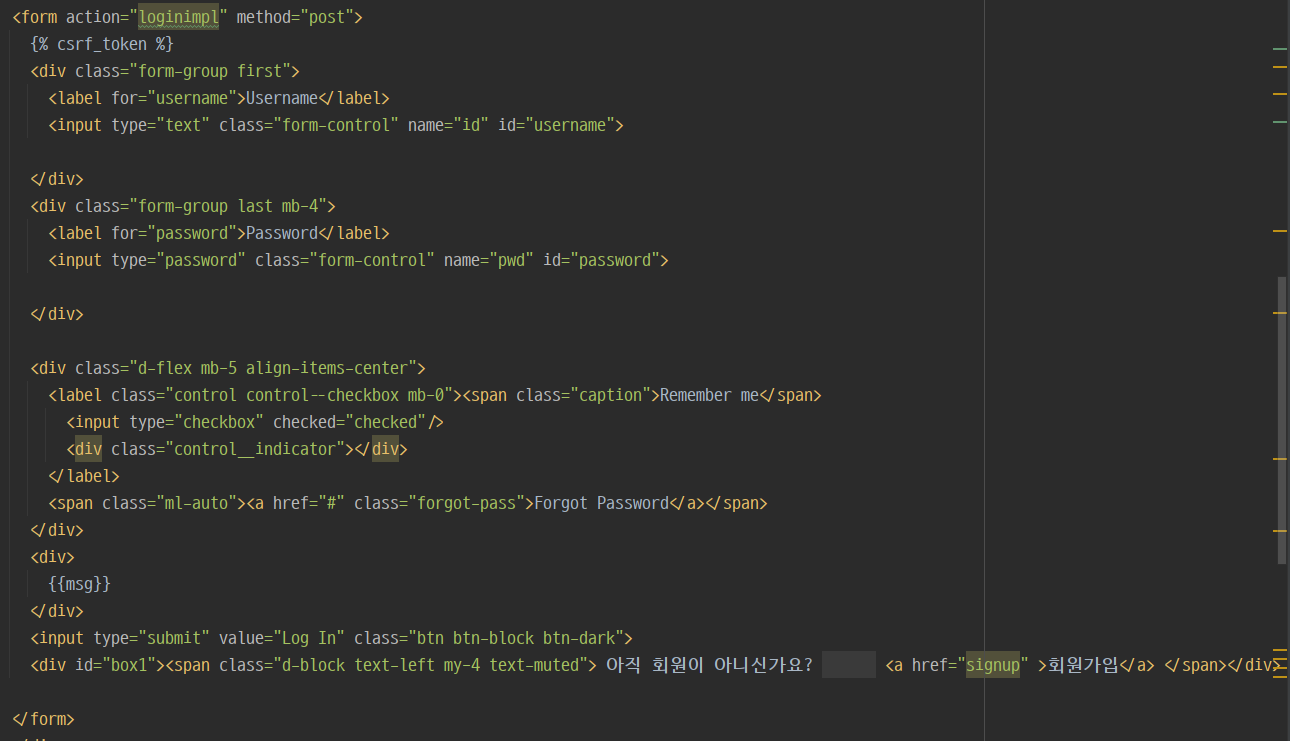 <form action="loginimpl" method="post">
{% csrf_token %}
<div class="form-group first">
<label for="username">Username</label>
<input type="text" class="form-control" name="id" id="username">
</div>
<div class="form-group last mb-4">
<label for="password">Password</label>
<input type="password" class="form-control" name="pwd" id="password">
</div>
<div class="d-flex mb-5 align-items-center">
<label class="control control--checkbox mb-0"><span class="caption">Remember me</span>
<input type="checkbox" checked="checked"/>
<div class="control__indicator"></div>
</label>
<span class="ml-auto"><a href="#" class="forgot-pass">Forgot Password</a></span>
</div>
<div>
{{msg}}
</div>
<input type="submit" value="Log In" class="btn btn-block btn-dark">
<div id="box1"><span class="d-block text-left my-4 text-muted"> 아직 회원이 아니신가요? <a href="signup" >회원가입</a> </span></div>
</form>